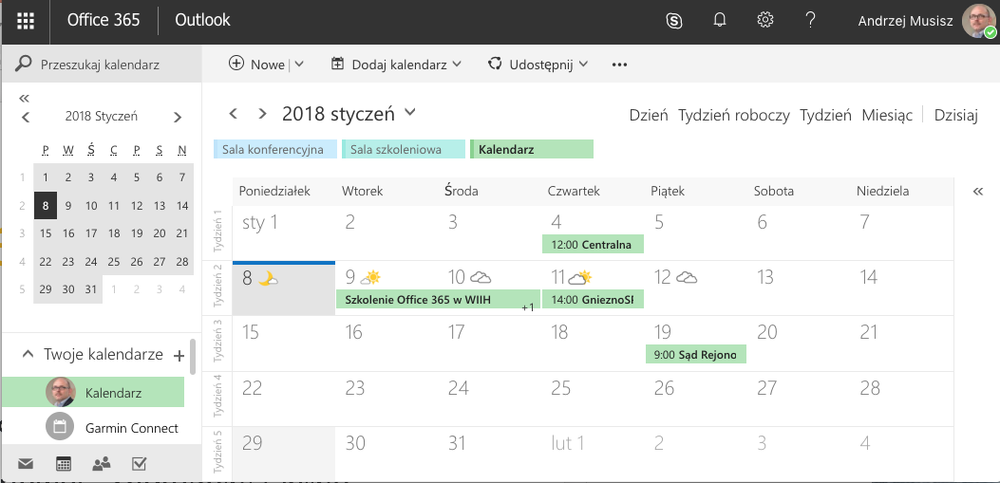 Office 365 Outlook ? Andrzej Musisz
Przeszukaj kalendarz Nowe Dodaj kalendarz Udostępnij •••
2018 Styczeń
P W Ś C P S N
1 1 2 3 4 5 6 7
2 8 9 10 11 12 13 14
3 15 16 17 18 19 20 21
4 22 23 24 25 26 27 28
5 29 30 31 1 2 3 4
Twoje kalendarze +
Kalendarz
Garmin Connect
2018 styczeń Dzień Tydzień roboczy Tydzień Miesiąc Dzisiaj
Sala konferencyjna Sala szkoleniowa Kalendarz
Poniedziałek Wtorek Środa Czwartek Piątek Sobota Niedziela
Tydzień 1
sty 1 2 3 4 5 6 7
12:00 Centralna
Tydzień 2
8 9 10 11 12 13 14
Szkolenie Office 365 w WIIH +1 14:00 GnieznoSP
Tydzień 3
15 16 17 18 19 20 21
9:00 Sąd Rejono
Tydzień 4
22 23 24 25 26 27 28
Tydzień 5
29 30 31 lut 1 2 3 4